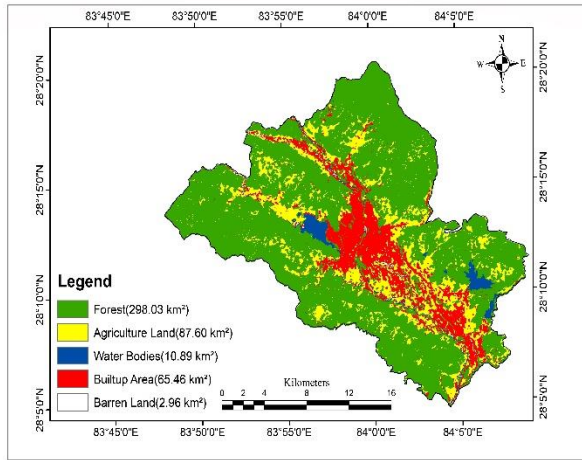 83°45'0"E 83°50'0"E 83°55'0"E 84°0'0"E 84°5'0"E
N
W E
S
28°20'0"N 28°20'0"N
28°15'0"N 28°15'0"N
28°10'0"N 28°10'0"N
28°5'0"N 28°5'0"N
Legend
Forest(298.03 km²)
Agriculture Land(87.60 km²)
Water Bodies(10.89 km²)
Builtup Area(65.46 km²)
Barren Land(2.96 km²)
Kilometers
0 2 4 8 12 16
83°45'0"E 83°50'0"E 83°55'0"E 84°0'0"E 84°5'0"E